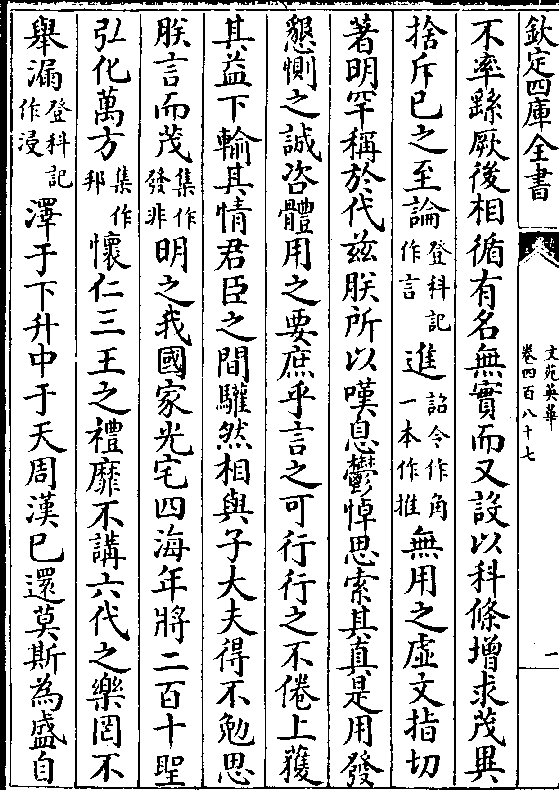 欽定四庫全書
文苑英華
卷四百八十七
一
不率繇厥後相循有名無實而又設以科條增求茂異
捨斥已之至論登科記作言進詔令作角一本作推無用之虛文指切
著明罕稱於代茲朕所以嘆息鬱悼思索其真是用發
懇惻之誠咨體用之要庶乎言之可行行之不倦上獲
其益下輸其情君臣之間驩然相與子大夫得不勉思
朕言而茂集作發非明之我國家光宅四海年將二百十聖
弘化萬方集作邦懷仁三王之禮靡不講六代之樂罔不
舉漏登科記作浸澤于下升中于天周漢已還莫斯為盛自